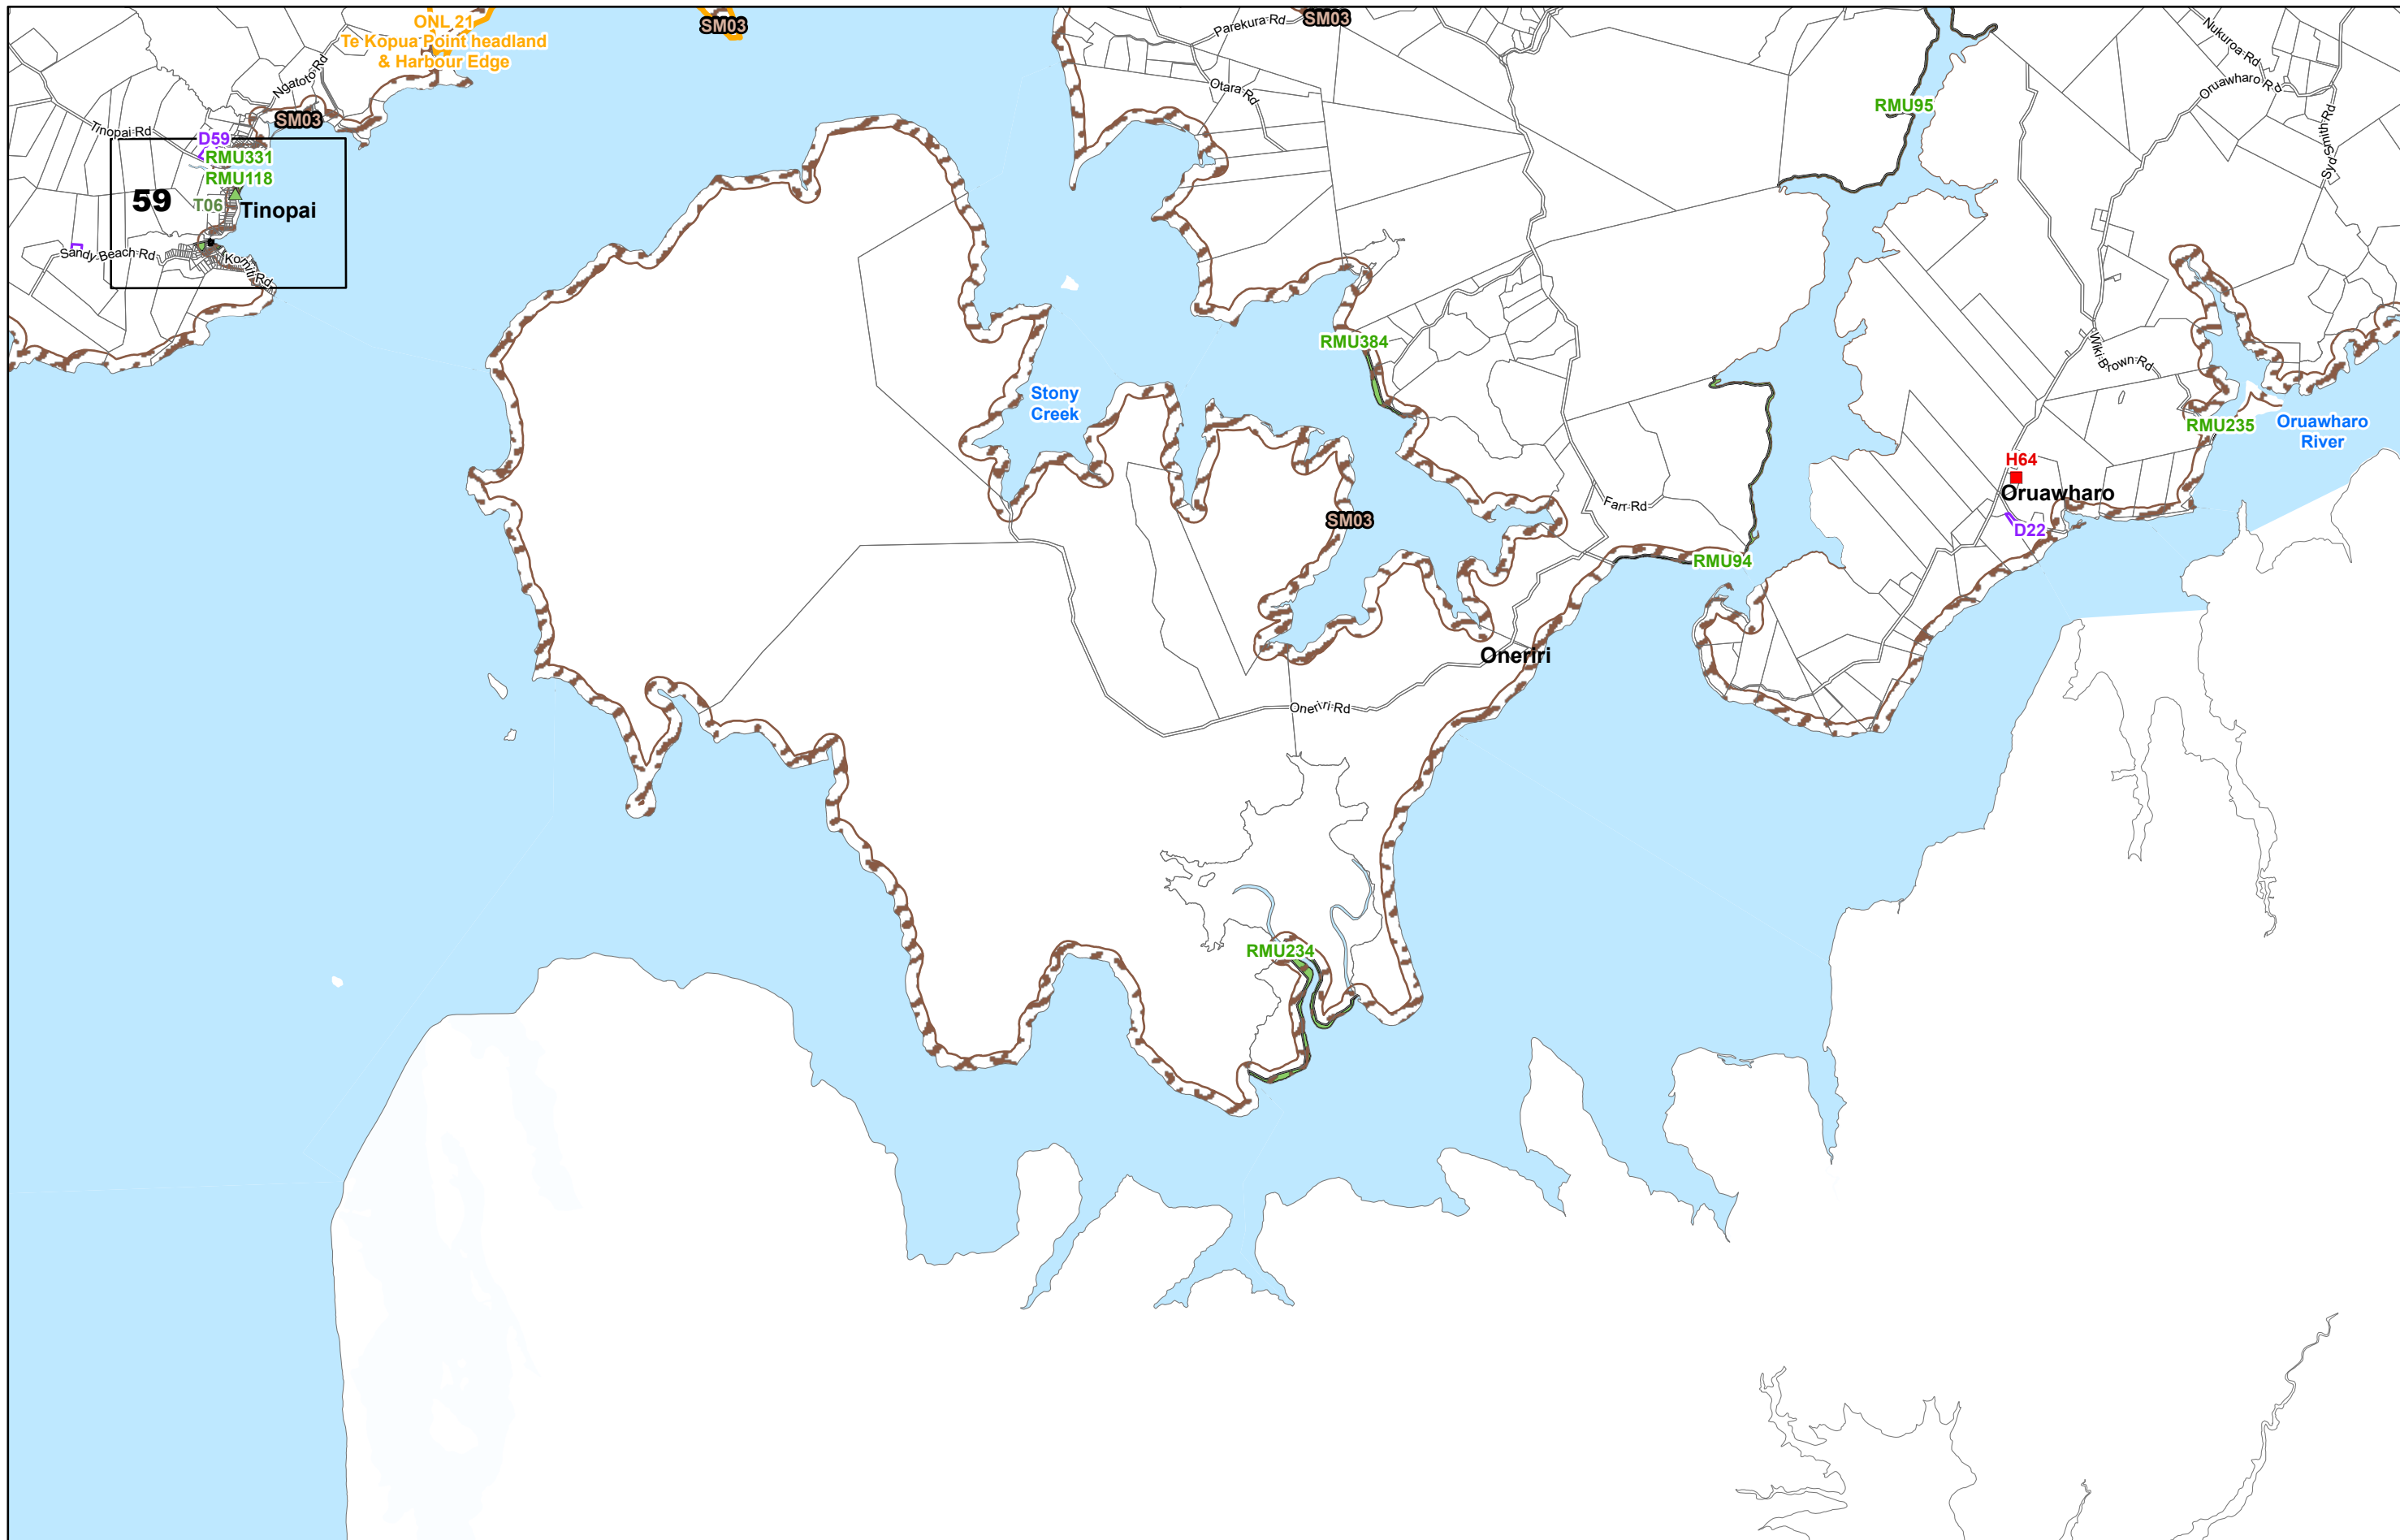 ONL 21
Te Kopua Point headland
& Harbour Edge
SM03
SM03
Parekura Rd
Otara Rd
Nukuroa Rd
Oruawharo Rd
Syd Smith Rd
RMU95
Ngatoto Rd
SM03
Tinopai Rd
D59
RMU331
RMU118
59
T06
Tinopai
Sandy Beach Rd
Komiti Rd
RMU384
Wiki Brown Rd
Stony
Creek
RMU235
Oruawharo
River
H64
Oruawharo
D22
Farr Rd
SM03
RMU94
Oneriri
Oneriri Rd
RMU234